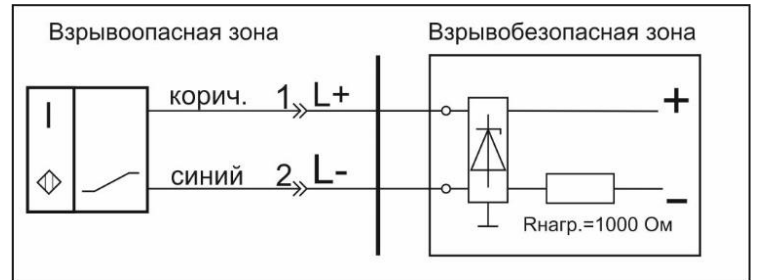 Взрывоопасная зона
Взрывобезопасная зона
корич. 1 L+
+
синий 2 L-
−
Rнагр.=1000 Ом